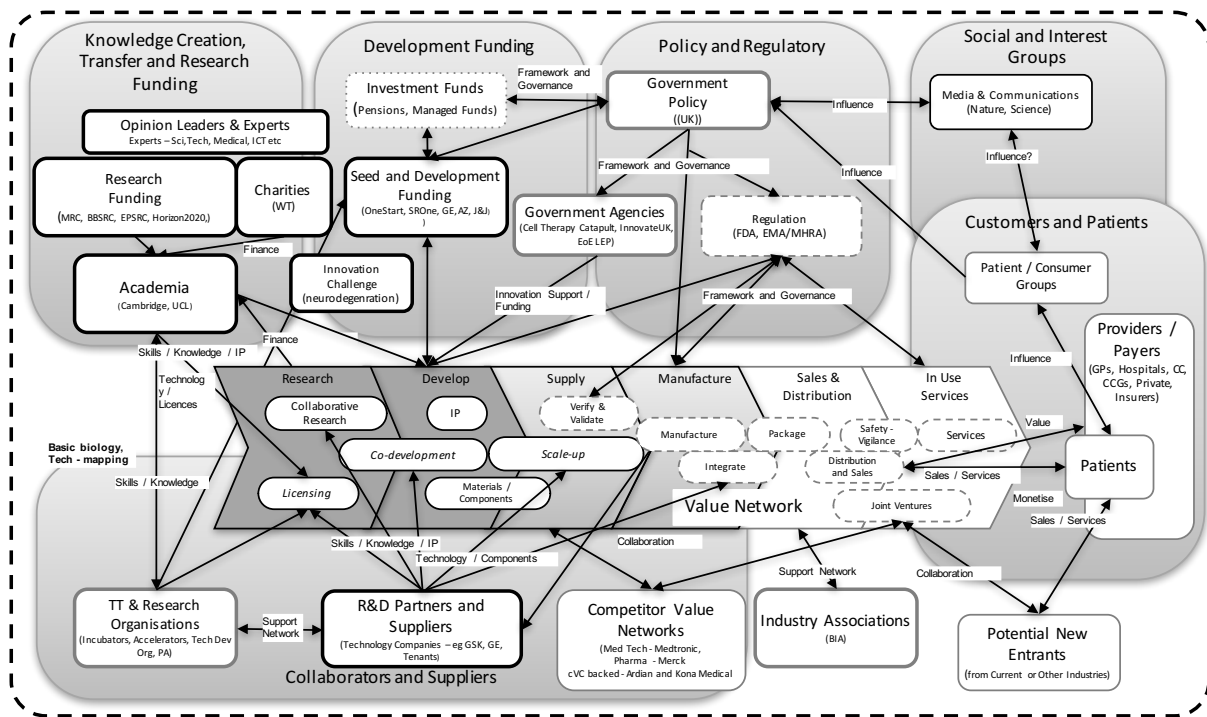 Knowledge Creation,
Transfer and Research
Funding
Development Funding
Policy and Regulatory
Social and Interest
Groups
Opinion Leaders & Experts
Experts – Sci, Tech, Medical, ICT etc
Research
Funding
(MRC, BBSRC, EPSRC, Horizon2020,)
Charities
(WT)
Academia
(Cambridge, UCL)
Finance
Investment Funds
(Pensions, Managed Funds)
Framework and
Governance
Seed and Development
Funding
(OneStart, SROne, GE, AZ, J&J)
)
Innovation
Challenge
(neurodegenration)
Government
Policy
((UK))
Framework and Governance
Government Agencies
(Cell Therapy Catapult, InnovateUK,
EoE LEP)
Regulation
(FDA, EMA/MHRA)
Innovation Support /
Funding
Framework and Governance
Influence
Influence
Media & Communications
(Nature, Science)
Influence?
Customers and Patients
Patient / Consumer
Groups
Influence
Providers /
Payers
(GPs, Hospitals, CC,
CCGs, Private,
Insurers)
Patients
Skills / Knowledge / IP
Finance
Technolog
y /
Licences
Basic biology,
Tech - mapping
Skills / Knowledge
Research
Develop
Supply
Manufacture
Sales &
Distribution
In Use
Services
Collaborative
Research
IP
Verify &
Validate
Manufacture
Package
Safety -
Vigilance
Services
Co-development
Scale-up
Integrate
Distribution
and Sales
Licensing
Materials /
Components
Joint Ventures
Value Network
Value
Sales / Services
Monetise
Sales / Services
Skills / Knowledge / IP
Technology / Components
Collaboration
Support Network
Collaboration
TT & Research
Organisations
(Incubators, Accelerators, Tech Dev
Org, PA)
Support
Network
R&D Partners and
Suppliers
(Technology Companies – eg GSK, GE,
Tenants)
Collaborators and Suppliers
Competitor Value
Networks
(Med Tech - Medtronic,
Pharma - Merck
cVC backed - Ardian and Kona Medical
Industry Associations
(BIA)
Potential New
Entrants
(from Current or Other Industries)